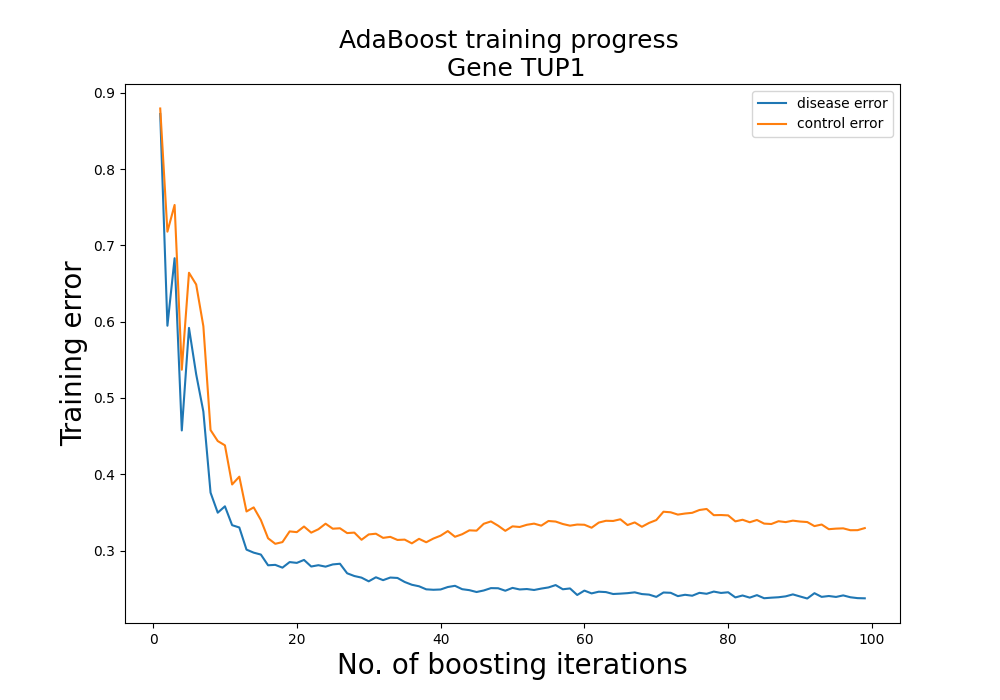 AdaBoost training progress
Gene TUP1
disease error
control error
Training error
0.9
0.8
0.7
0.6
0.5
0.4
0.3
0 20 40 60 80 100
No. of boosting iterations